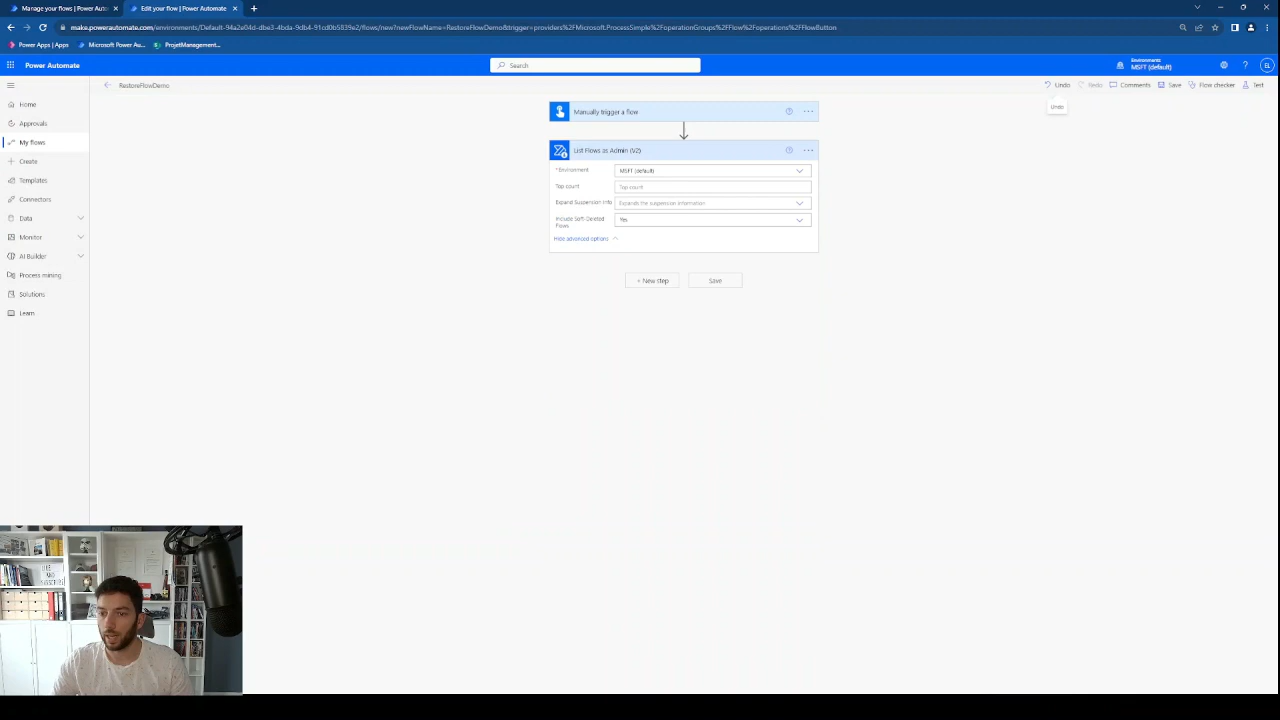 Manage your flows | Power Auto
Edit your flow | Power Automate
make.powerautomate.com/environments/Default-94a2e04d-dbe3-4bda-9db4-91cd0b5839e2/flows/new?newFlowName=RestoreFlowDemo&trigger=providers%2FMicrosoft.ProcessSimple%2FoperationGroups%2FFlow%2Foperations%2FFlowButton
Power Apps | Apps
Microsoft Power Au...
ProjetManagement...
Power Automate
Search
Environments
MSFT (default)
EL
RestoreFlowDemo
Undo
Redo
Comments
Save
Flow checker
Test
Undo
Home
Approvals
My flows
Create
Templates
Connectors
Data
Monitor
AI Builder
Process mining
Solutions
Learn
Manually trigger a flow
List Flows as Admin (V2)
* Environment
MSFT (default)
Top count
Top count
Expand Suspension Info
Expands the suspension information
Include Soft-Deleted
Flows
Yes
Hide advanced options
+ New step
Save